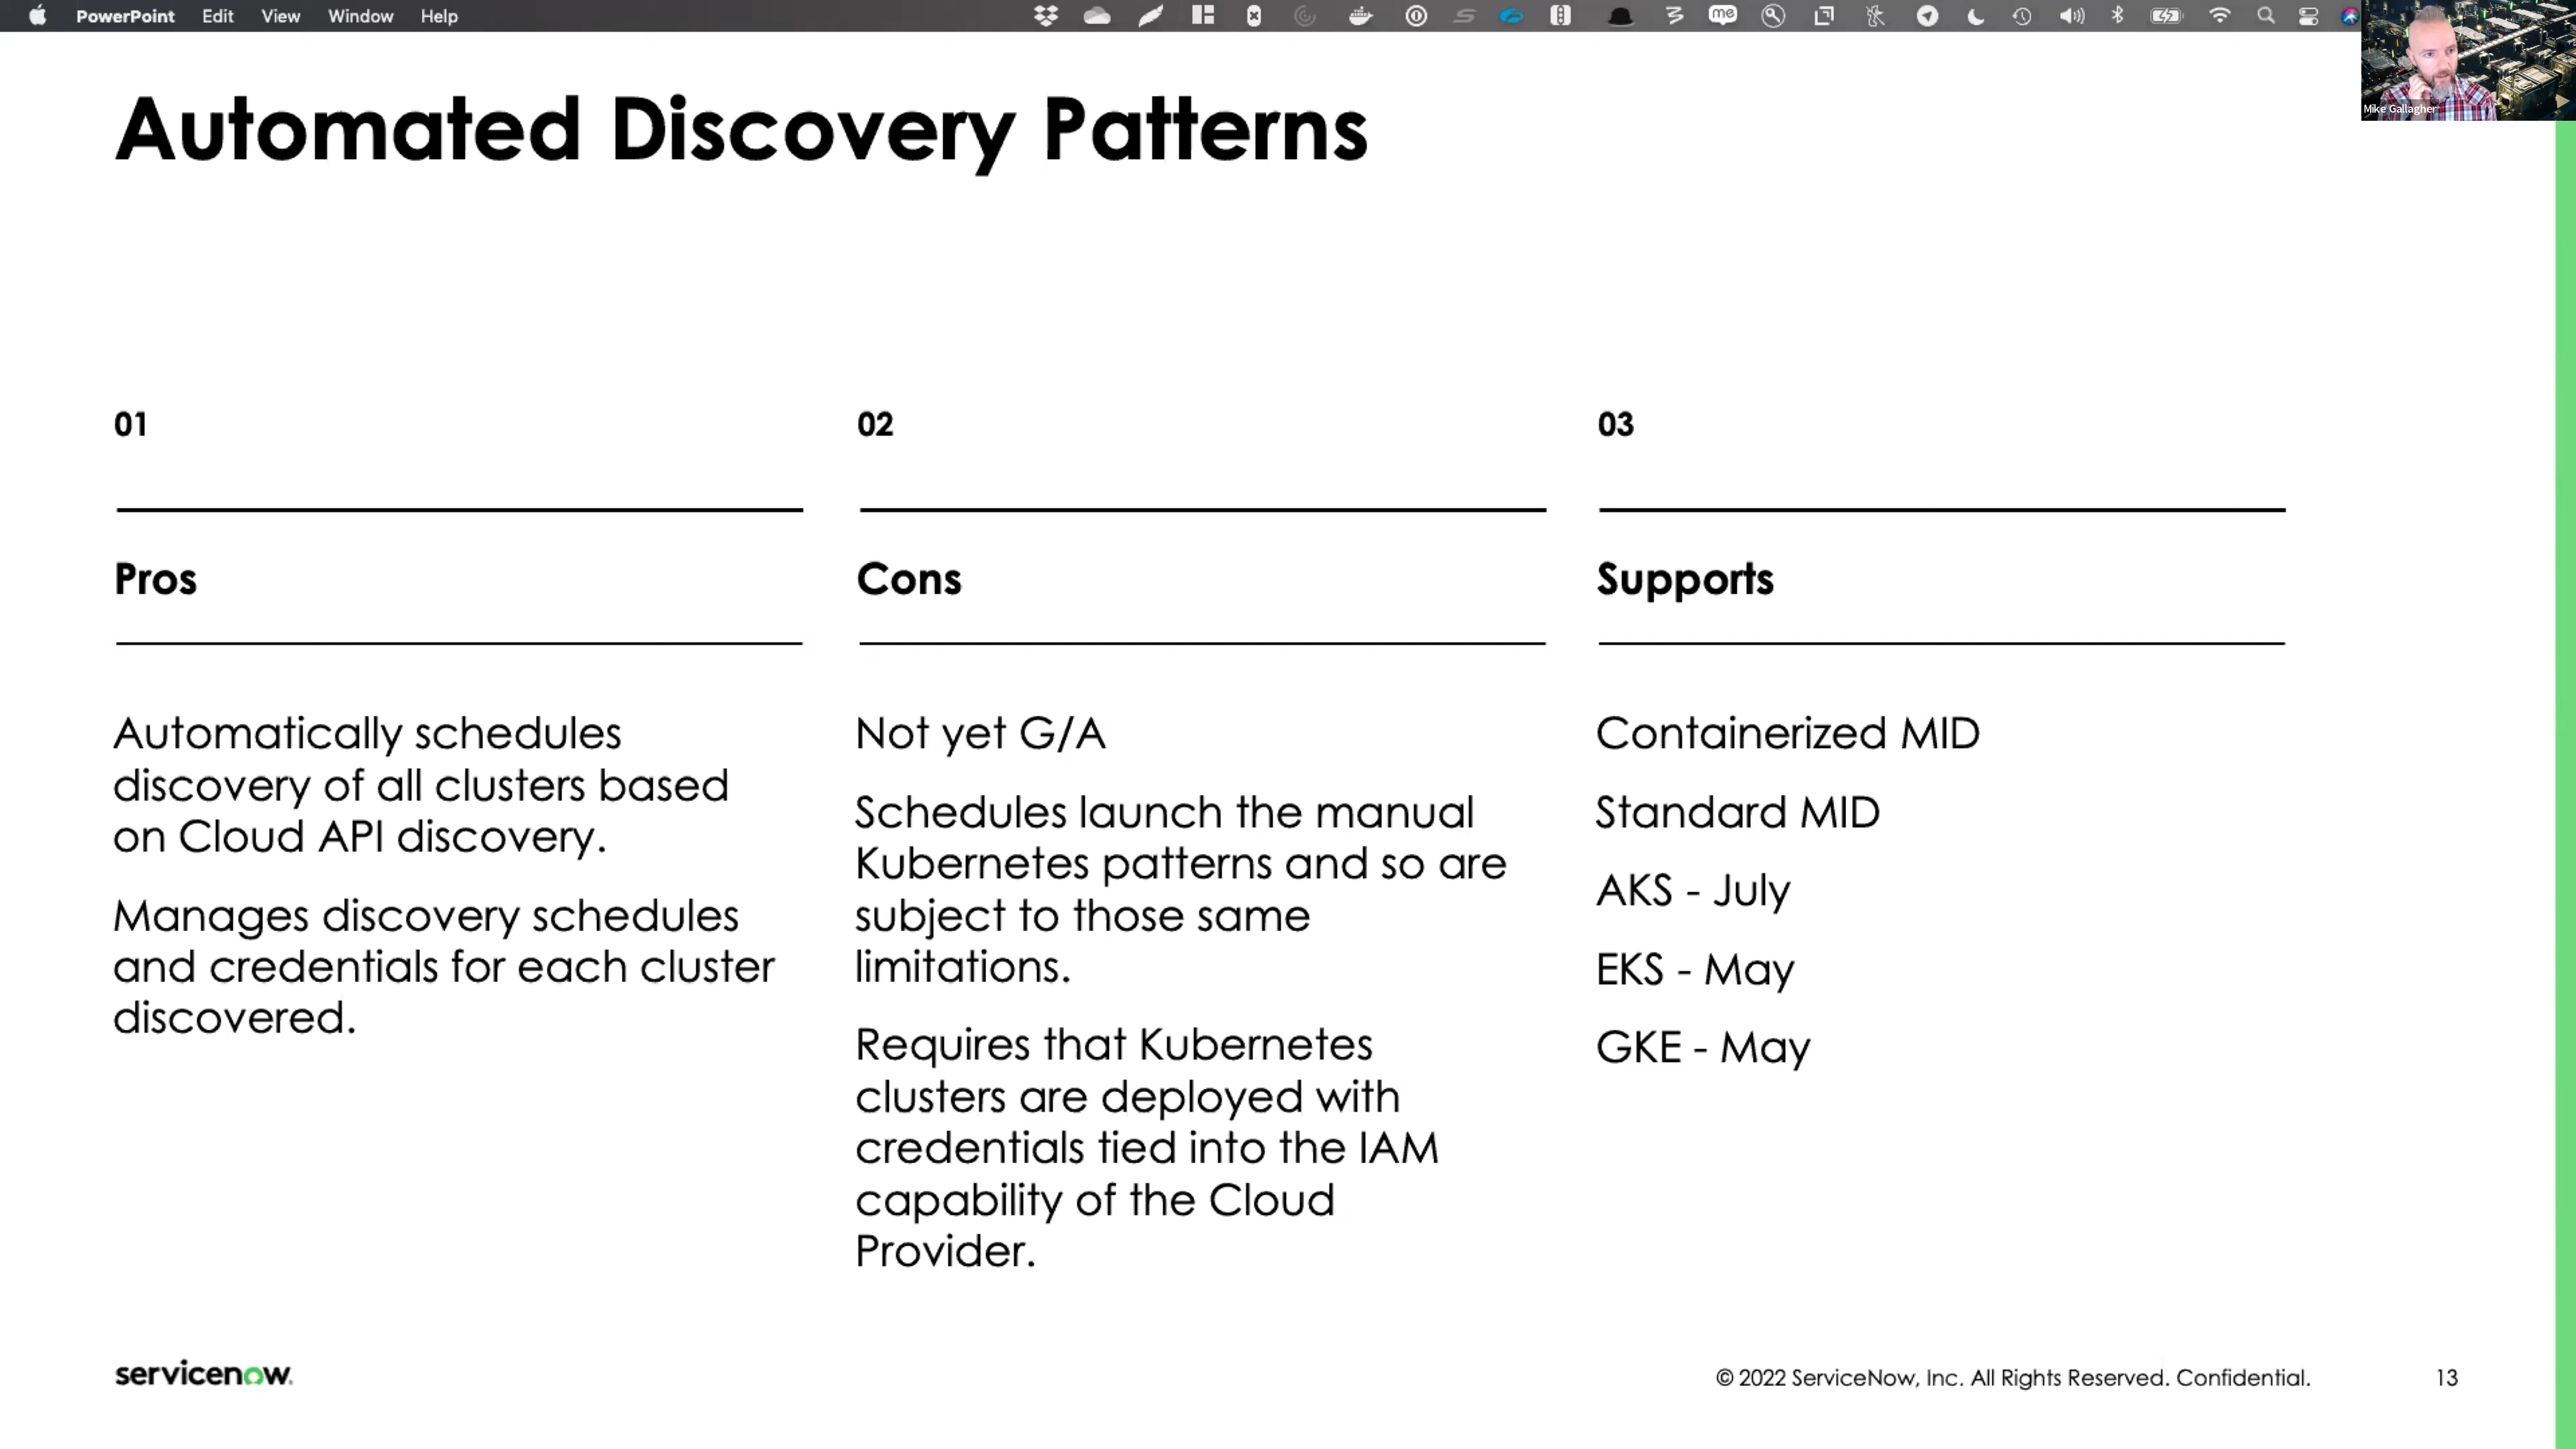 PowerPoint Edit View Window Help
Mike Gallagher
Automated Discovery Patterns
01
Pros
Automatically schedules
discovery of all clusters based
on Cloud API discovery.
Manages discovery schedules
and credentials for each cluster
discovered.
02
Cons
Not yet G/A
Schedules launch the manual
Kubernetes patterns and so are
subject to those same
limitations.
Requires that Kubernetes
clusters are deployed with
credentials tied into the IAM
capability of the Cloud
Provider.
03
Supports
Containerized MID
Standard MID
AKS - July
EKS - May
GKE - May
servicenow.
© 2022 ServiceNow, Inc. All Rights Reserved. Confidential.
13